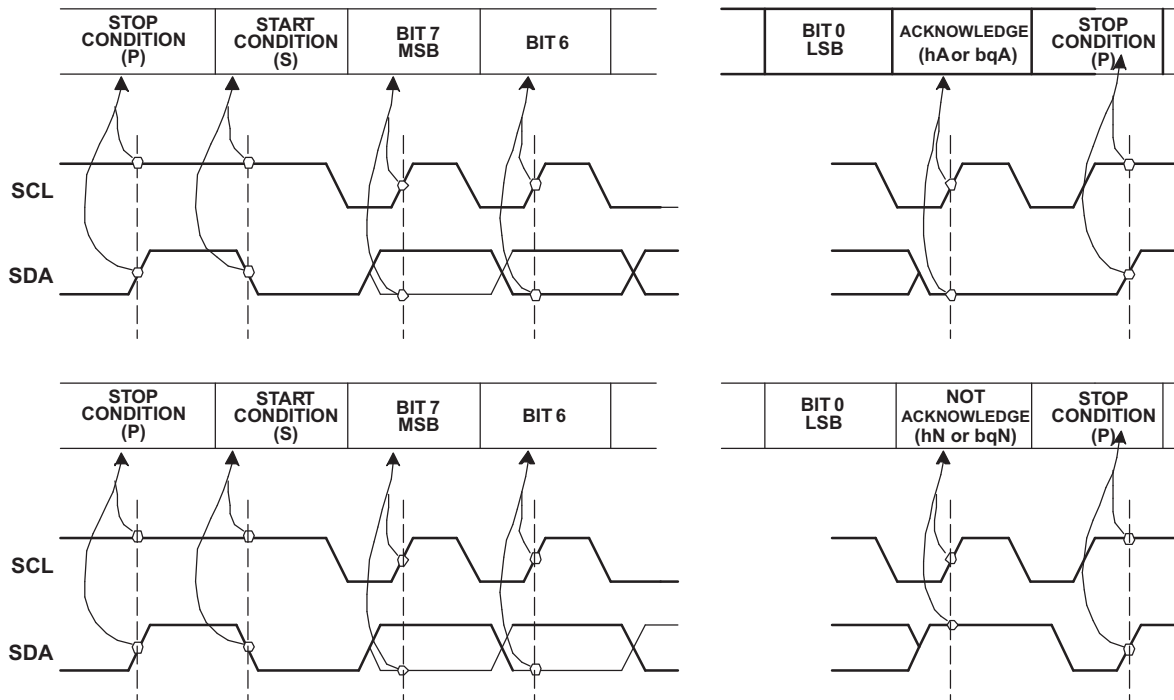 STOP
CONDITION
(P)
START
CONDITION
(S)
BIT 7
MSB
BIT 6
BIT 0
LSB
ACKNOWLEDGE
(hA or bqA)
STOP
CONDITION
(P)
SCL
SDA
STOP
CONDITION
(P)
START
CONDITION
(S)
BIT 7
MSB
BIT 6
BIT 0
LSB
NOT
ACKNOWLEDGE
(hN or bqN)
STOP
CONDITION
(P)
SCL
SDA